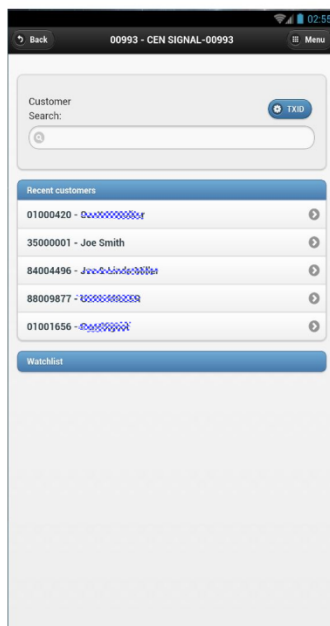 02:55
Back
00993 - CEN SIGNAL-00993
Menu
Customer
Search:
TXID
Recent customers
01000420 -
35000001 - Joe Smith
84004496 -
88009877 -
01001656 -
Watchlist